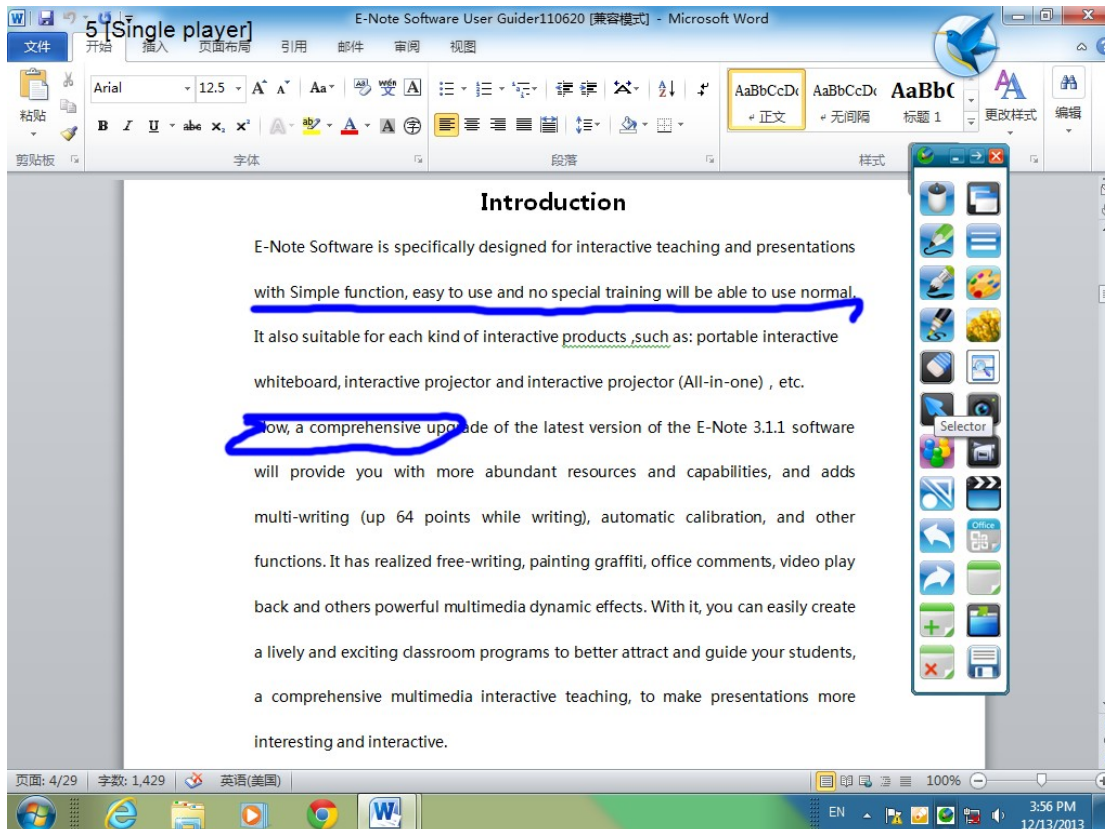 E-Note Software User Guider110620 [兼容模式] - Microsoft Word
5 [Single player]
文件 开始 插入 页面布局 引用 邮件 审阅 视图
粘贴
Arial 12.5 A A Aa wén 文 A
B I U abc X₂ X² A ab A A 字
AaBbCcDc AaBbCcDc AaBbC
正文 无间隔 标题 1
更改样式 编辑
剪贴板 字体 段落 样式
Introduction
E-Note Software is specifically designed for interactive teaching and presentations
with Simple function, easy to use and no special training will be able to use normal,
It also suitable for each kind of interactive products ,such as: portable interactive
whiteboard, interactive projector and interactive projector (All-in-one) , etc.
Now, a comprehensive upgrade of the latest version of the E-Note 3.1.1 software
will provide you with more abundant resources and capabilities, and adds
multi-writing (up 64 points while writing), automatic calibration, and other
functions. It has realized free-writing, painting graffiti, office comments, video play
back and others powerful multimedia dynamic effects. With it, you can easily create
a lively and exciting classroom programs to better attract and guide your students,
a comprehensive multimedia interactive teaching, to make presentations more
interesting and interactive.
Selector
Office
页面: 4/29 字数: 1,429 英语(美国) 100%
EN 3:56 PM
12/13/2013